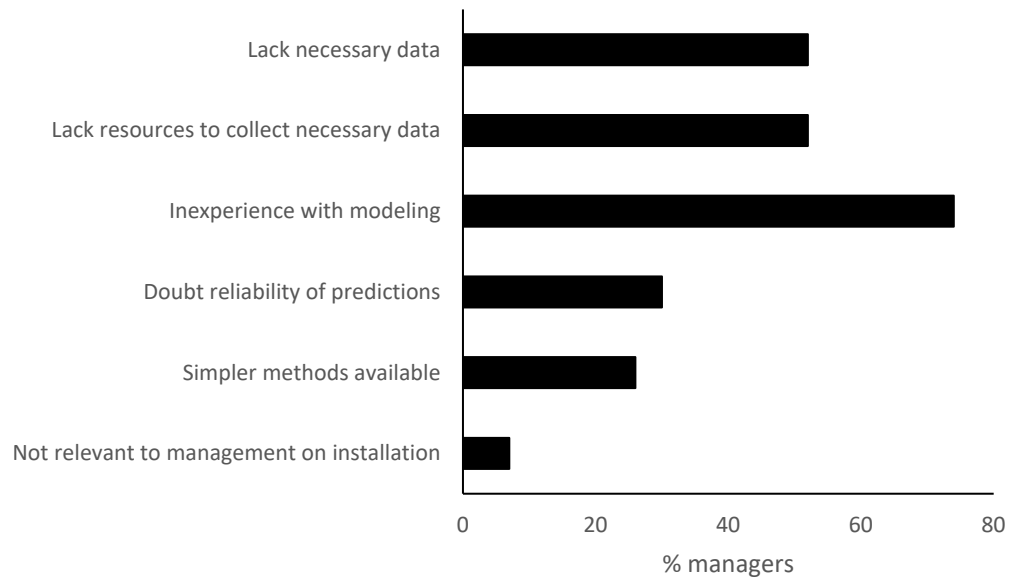 Lack necessary data
Lack resources to collect necessary data
Inexperience with modeling
Doubt reliability of predictions
Simpler methods available
Not relevant to management on installation
0 20 40 60 80
% managers